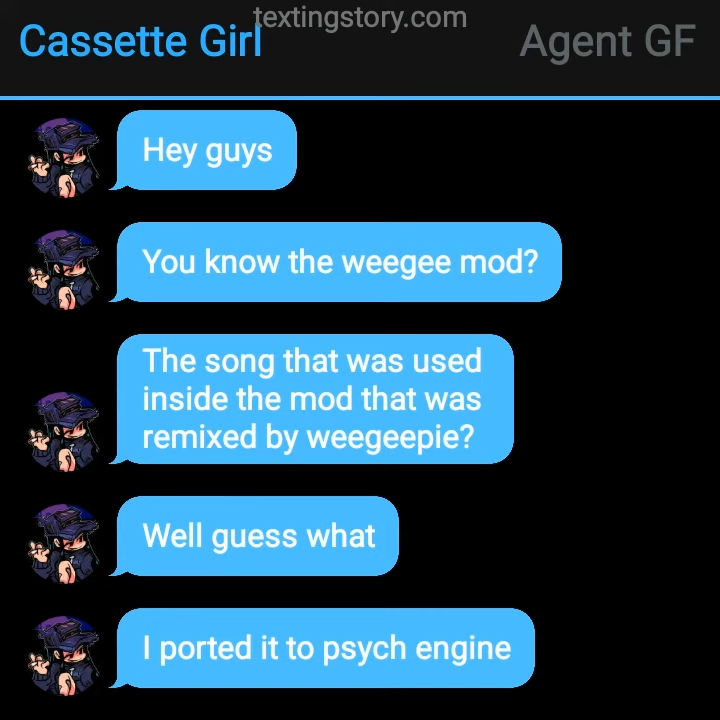 textingstory.com
Cassette Girl
Agent GF
Hey guys
You know the weegee mod?
The song that was used
inside the mod that was
remixed by weegeepie?
Well guess what
I ported it to psych engine